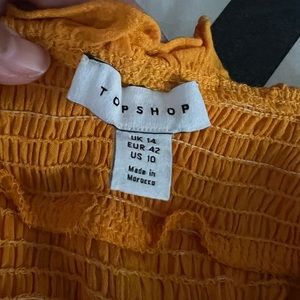 TOPSHOP
UK 14
EUR 42
US 10
Made in
Morocco